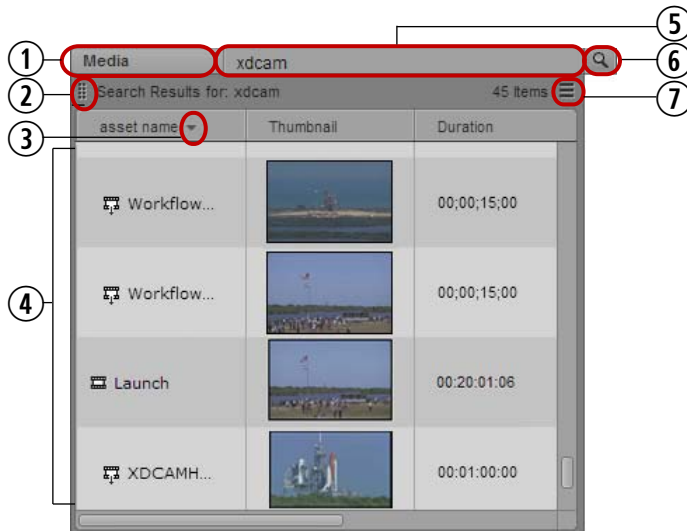 5
1 Media xdcam 6
2 Search Results for: xdcam 45 Items 7
3 asset name Thumbnail Duration
Workflow... 00;00;15;00
4 Workflow... 00;00;15;00
Launch 00:20:01:06
XDCAMH... 00:01:00:00